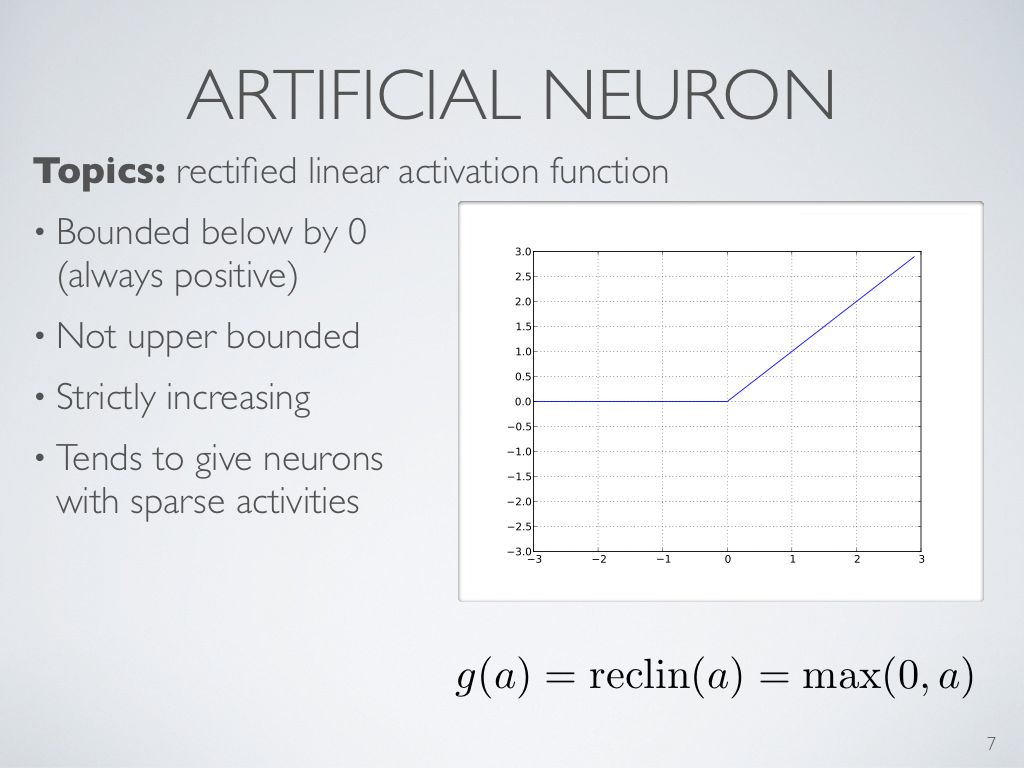 ARTIFICIAL NEURON
Topics: rectified linear activation function
• Bounded below by 0
(always positive)
• Not upper bounded
• Strictly increasing
• Tends to give neurons
with sparse activities
3.0
2.5
2.0
1.5
1.0
0.5
0.0
−0.5
−1.0
−1.5
−2.0
−2.5
−3.0
−3 −2 −1 0 1 2 3
g(a) = reclin(a) = max(0, a)
7